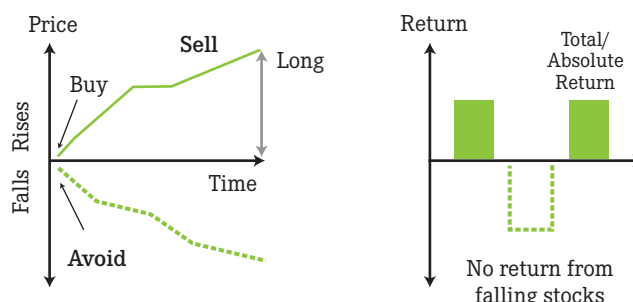 Price
Sell
Long
Buy
Rises
Time
Falls
Avoid
Return
Total/
Absolute
Return
No return from
falling stocks